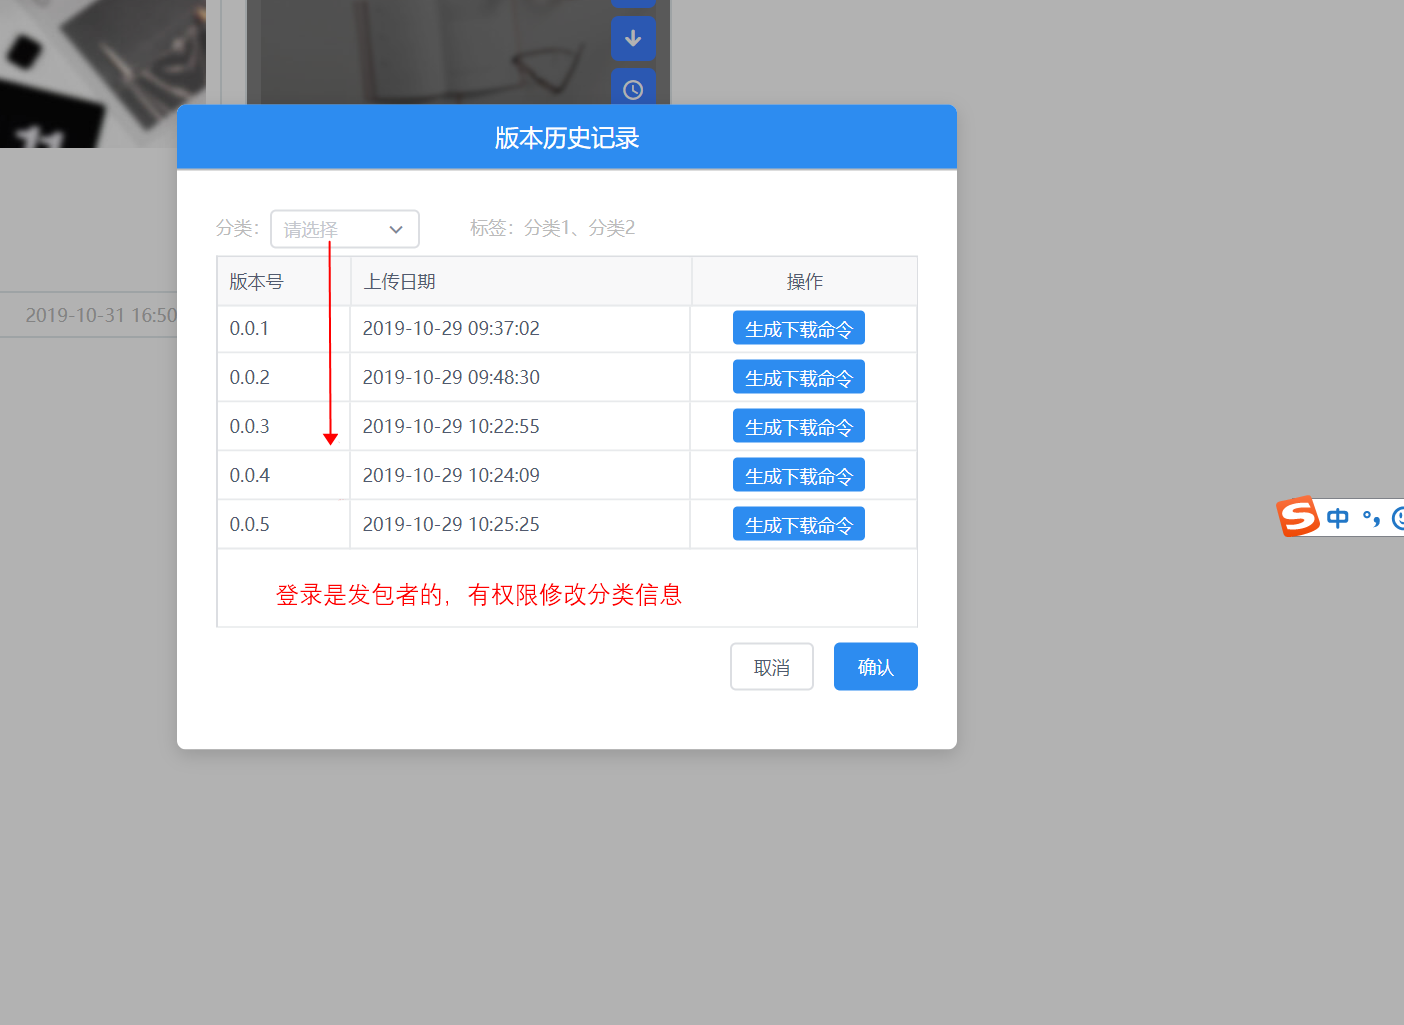 版本历史记录
分类： 请选择 标签：分类1、分类2
版本号 上传日期 操作
0.0.1 2019-10-29 09:37:02 生成下载命令
0.0.2 2019-10-29 09:48:30 生成下载命令
0.0.3 2019-10-29 10:22:55 生成下载命令
0.0.4 2019-10-29 10:24:09 生成下载命令
0.0.5 2019-10-29 10:25:25 生成下载命令
登录是发包者的，有权限修改分类信息
取消 确认
2019-10-31 16:50
S 中 °,